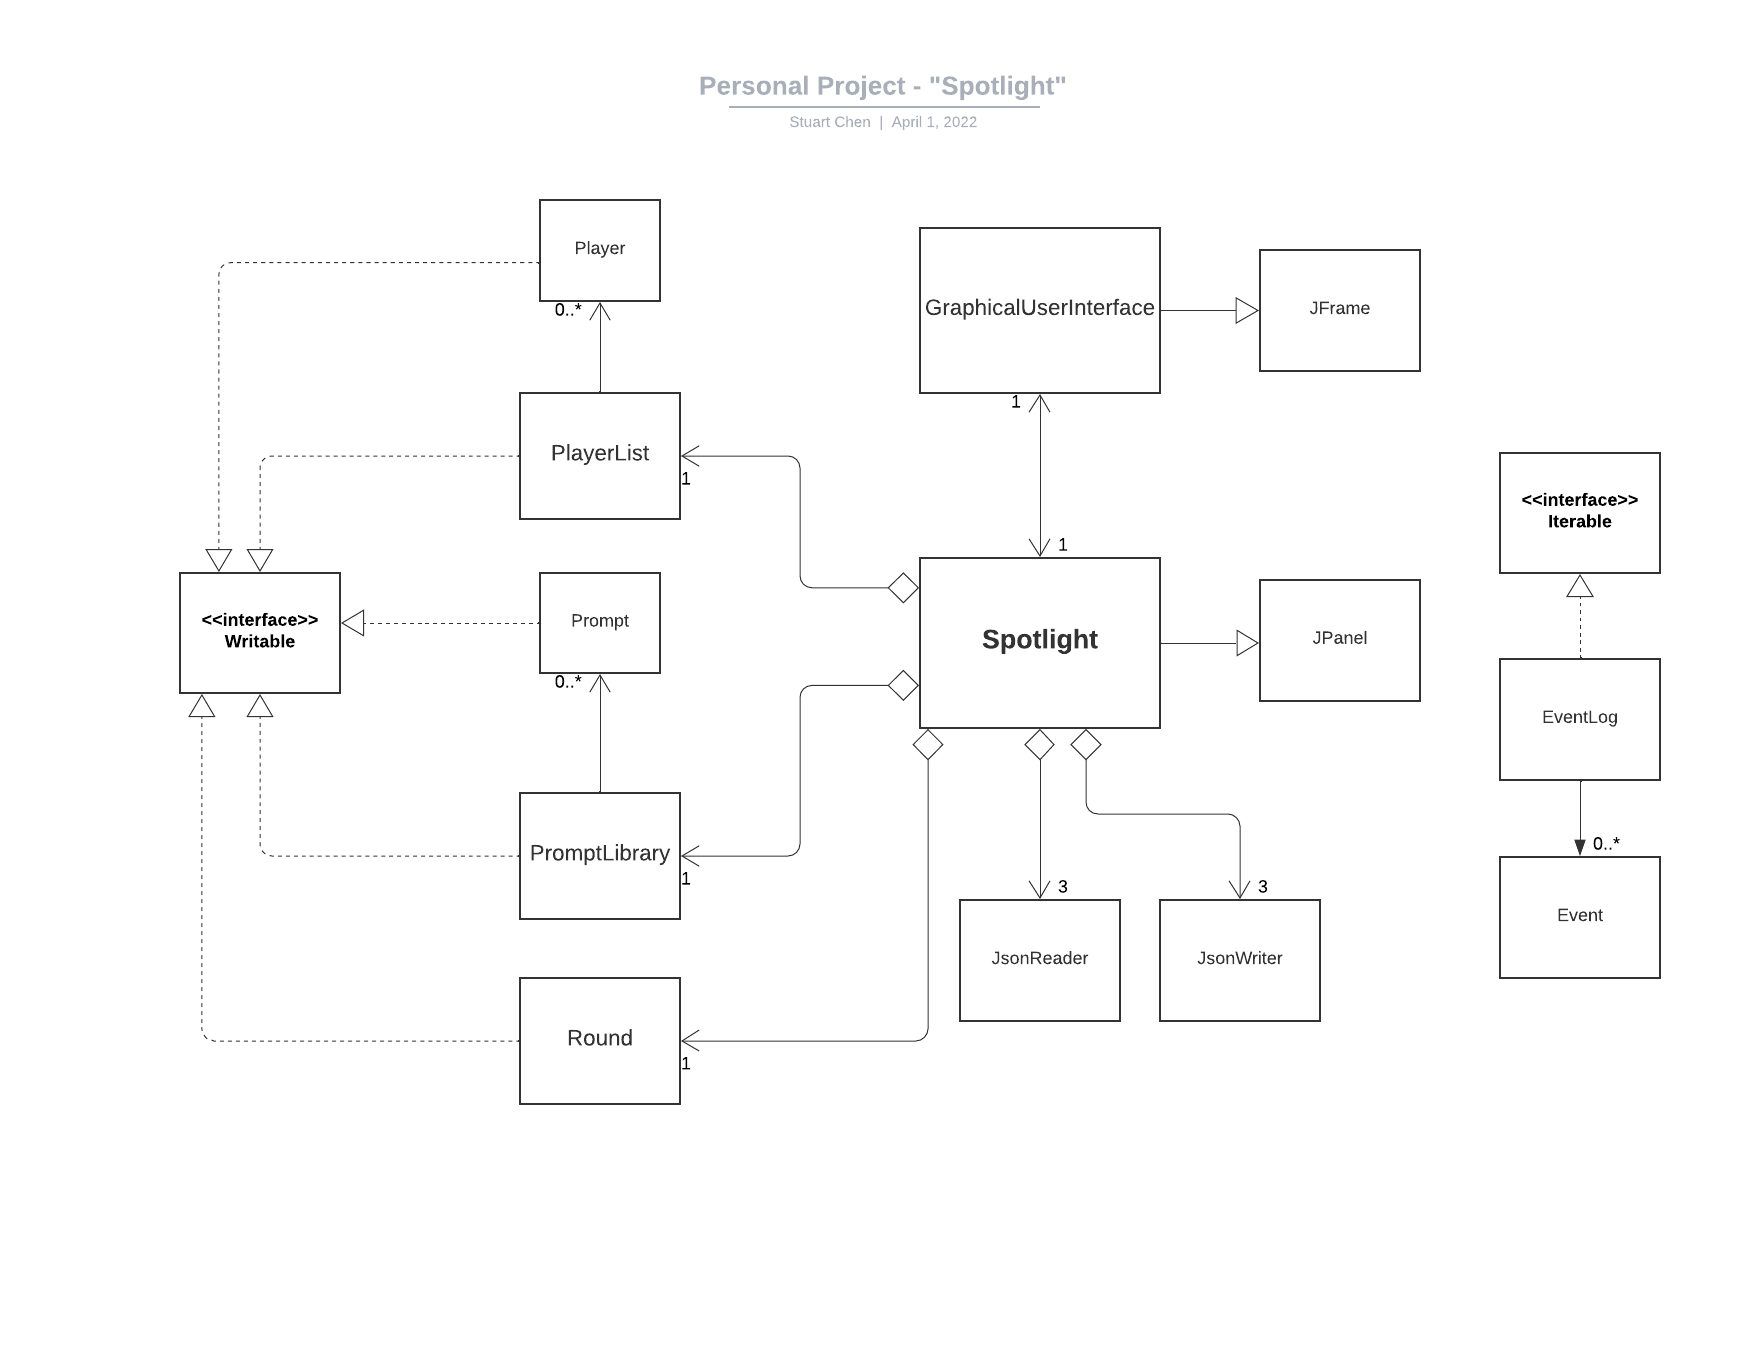 Personal Project - "Spotlight"
Stuart Chen | April 1, 2022
Player
0..*
GraphicalUserInterface
JFrame
1
PlayerList
1
<<interface>>
Iterable
1
<<interface>>
Writable
Prompt
0..*
Spotlight
JPanel
EventLog
PromptLibrary
1
3
3
0..*
Event
JsonReader
JsonWriter
Round
1